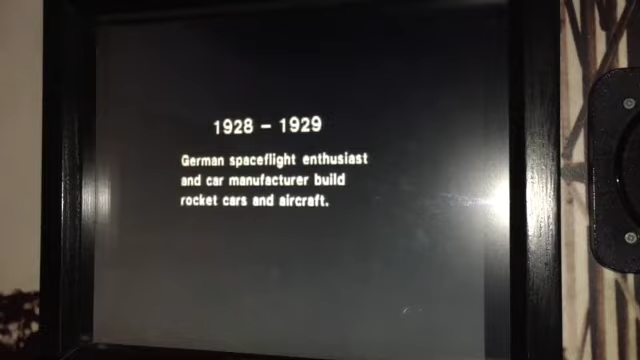 1928 – 1929
German spaceflight enthusiast
and car manufacturer build
rocket cars and aircraft.